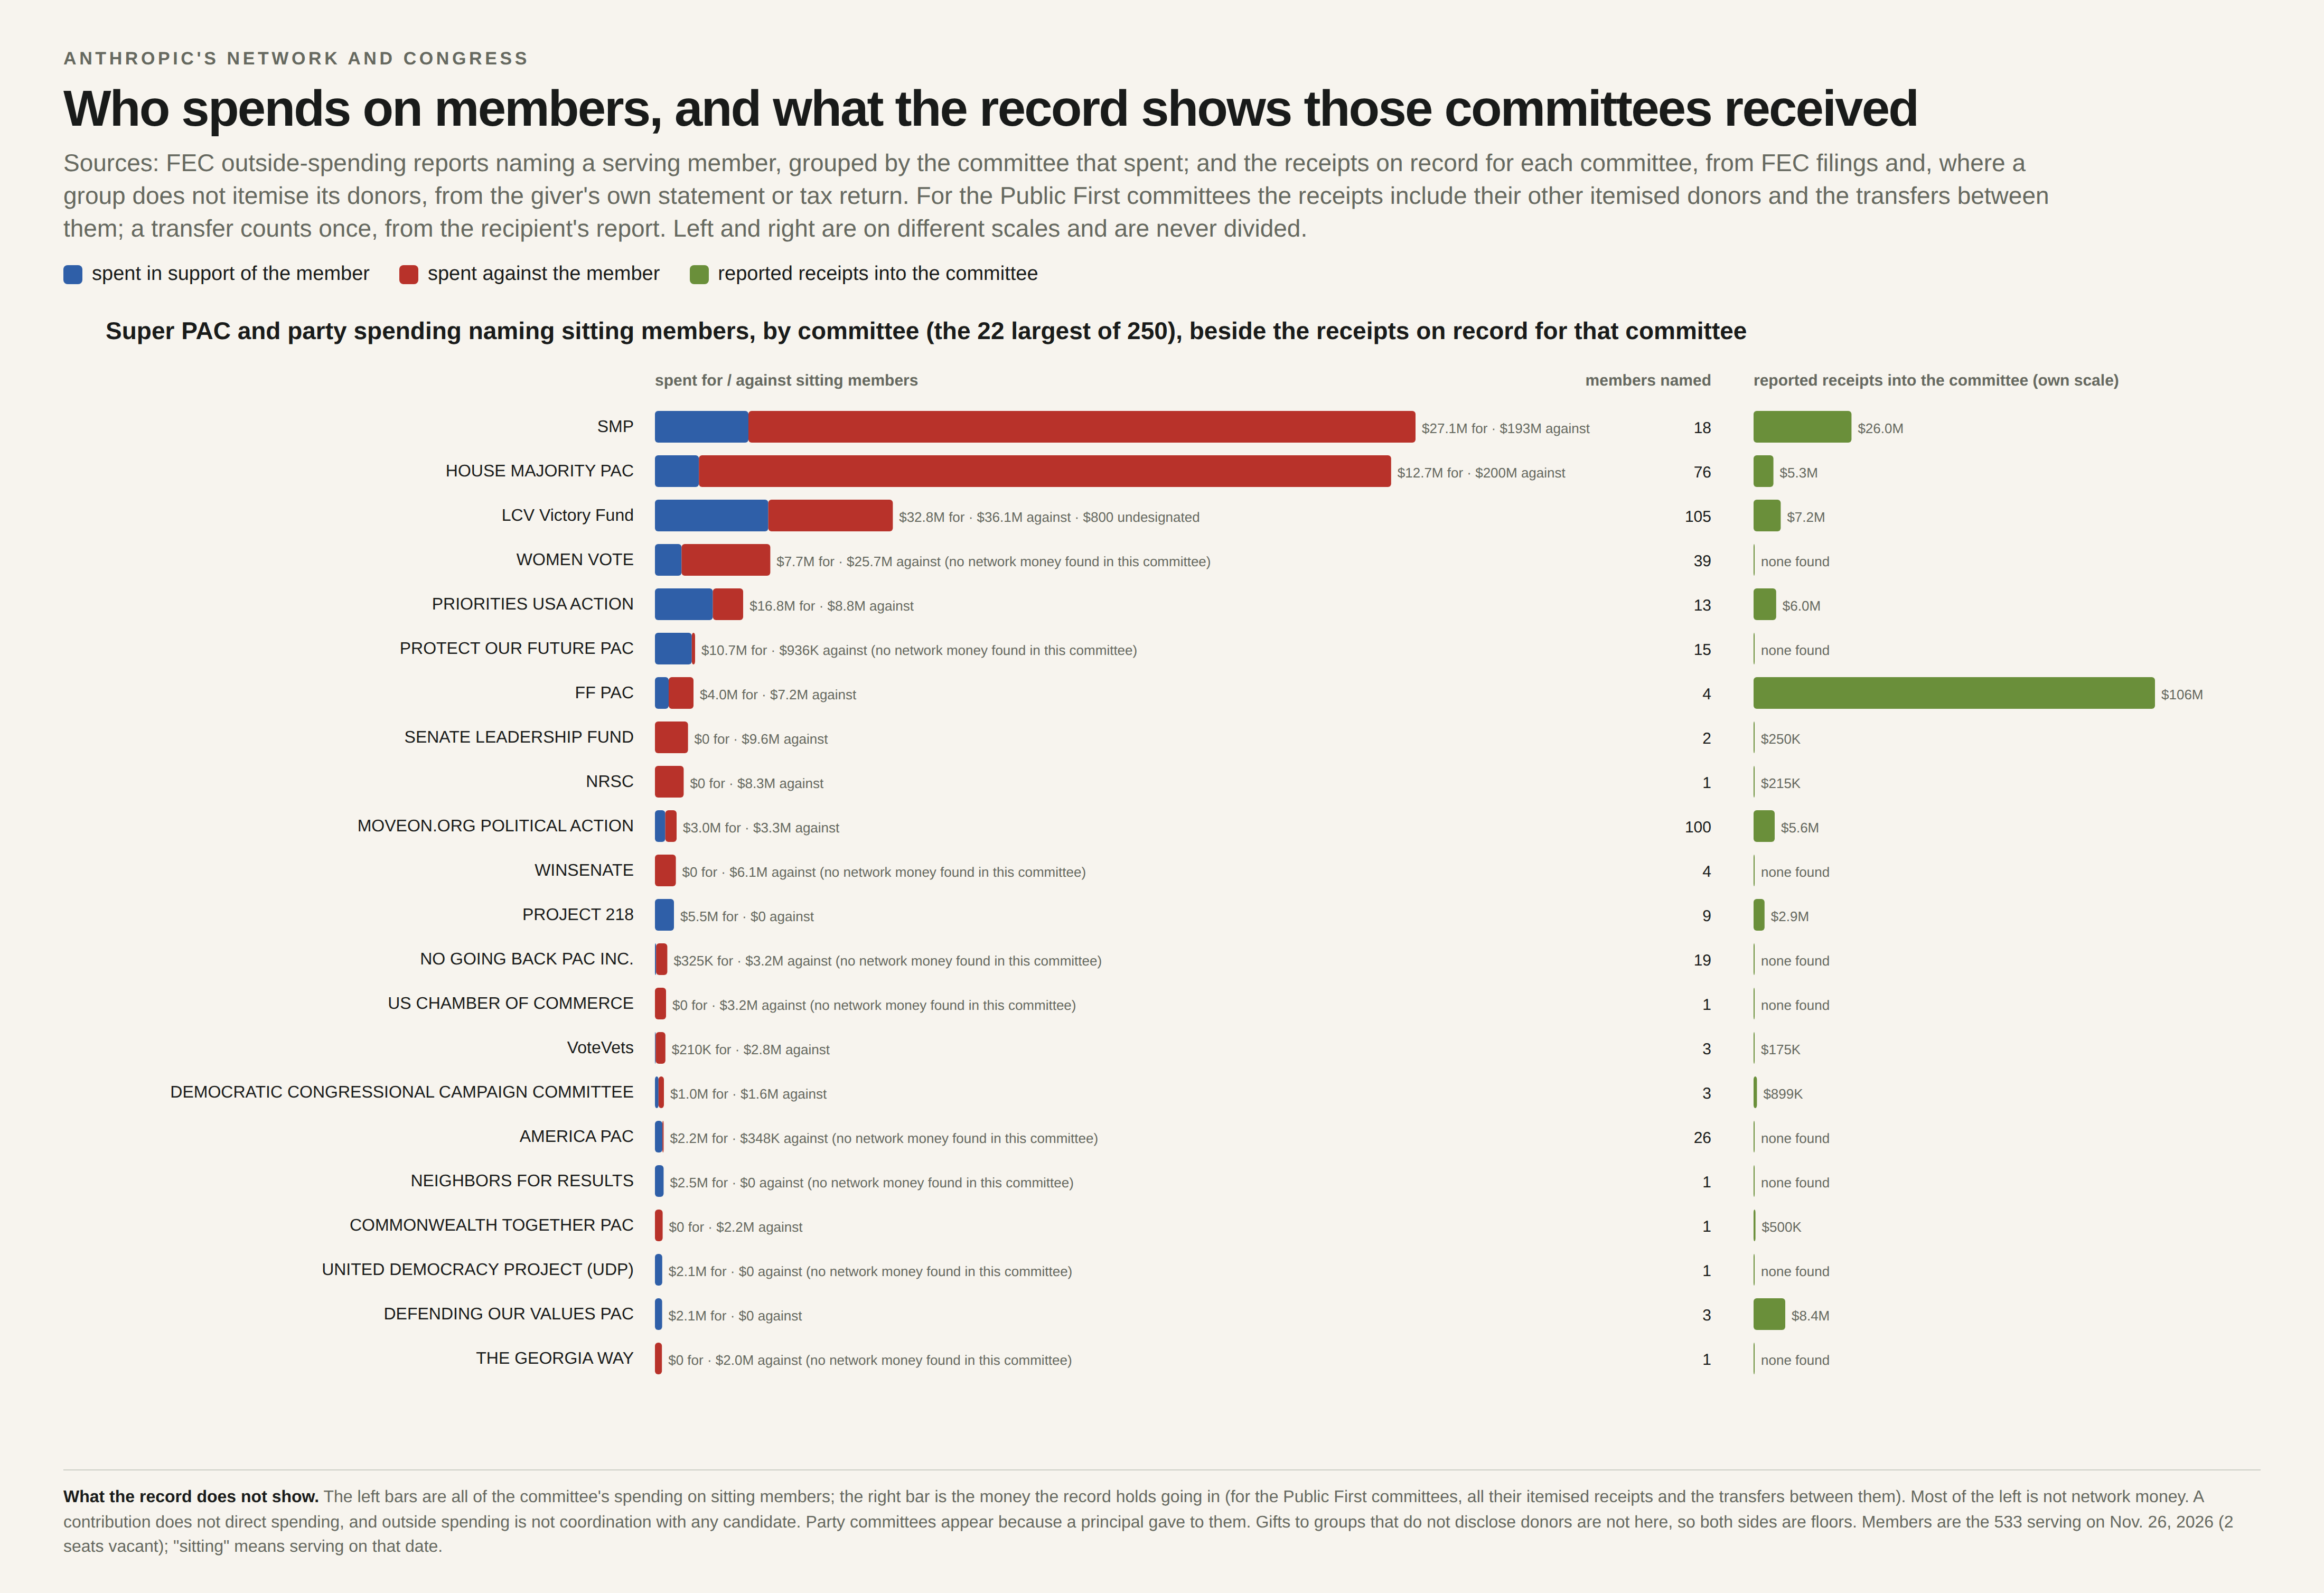 ANTHROPIC'S NETWORK AND CONGRESS
Who spends on members, and what the record shows those committees received
Sources: FEC outside-spending reports naming a serving member, grouped by the committee that spent; and the receipts on record for each committee, from FEC filings and, where a
group does not itemise its donors, from the giver's own statement or tax return. For the Public First committees the receipts include their other itemised donors and the transfers between
them; a transfer counts once, from the recipient's report. Left and right are on different scales and are never divided.
spent in support of the member spent against the member reported receipts into the committee
Super PAC and party spending naming sitting members, by committee (the 22 largest of 250), beside the receipts on record for that committee
spent for / against sitting members members named reported receipts into the committee (own scale)
SMP $27.1M for · $193M against 18 $26.0M
HOUSE MAJORITY PAC $12.7M for · $200M against 76 $5.3M
LCV Victory Fund $32.8M for · $36.1M against · $800 undesignated 105 $7.2M
WOMEN VOTE $7.7M for · $25.7M against (no network money found in this committee) 39 none found
PRIORITIES USA ACTION $16.8M for · $8.8M against 13 $6.0M
PROTECT OUR FUTURE PAC $10.7M for · $936K against (no network money found in this committee) 15 none found
FF PAC $4.0M for · $7.2M against 4 $106M
SENATE LEADERSHIP FUND $0 for · $9.6M against 2 $250K
NRSC $0 for · $8.3M against 1 $215K
MOVEON.ORG POLITICAL ACTION $3.0M for · $3.3M against 100 $5.6M
WINSENATE $0 for · $6.1M against (no network money found in this committee) 4 none found
PROJECT 218 $5.5M for · $0 against 9 $2.9M
NO GOING BACK PAC INC. $325K for · $3.2M against (no network money found in this committee) 19 none found
US CHAMBER OF COMMERCE $0 for · $3.2M against (no network money found in this committee) 1 none found
VoteVets $210K for · $2.8M against 3 $175K
DEMOCRATIC CONGRESSIONAL CAMPAIGN COMMITTEE $1.0M for · $1.6M against 3 $899K
AMERICA PAC $2.2M for · $348K against (no network money found in this committee) 26 none found
NEIGHBORS FOR RESULTS $2.5M for · $0 against (no network money found in this committee) 1 none found
COMMONWEALTH TOGETHER PAC $0 for · $2.2M against 1 $500K
UNITED DEMOCRACY PROJECT (UDP) $2.1M for · $0 against (no network money found in this committee) 1 none found
DEFENDING OUR VALUES PAC $2.1M for · $0 against 3 $8.4M
THE GEORGIA WAY $0 for · $2.0M against (no network money found in this committee) 1 none found
What the record does not show. The left bars are all of the committee's spending on sitting members; the right bar is the money the record holds going in (for the Public First committees, all their itemised receipts and the transfers between them). Most of the left is not network money. A
contribution does not direct spending, and outside spending is not coordination with any candidate. Party committees appear because a principal gave to them. Gifts to groups that do not disclose donors are not here, so both sides are floors. Members are the 533 serving on Nov. 26, 2026 (2
seats vacant); "sitting" means serving on that date.